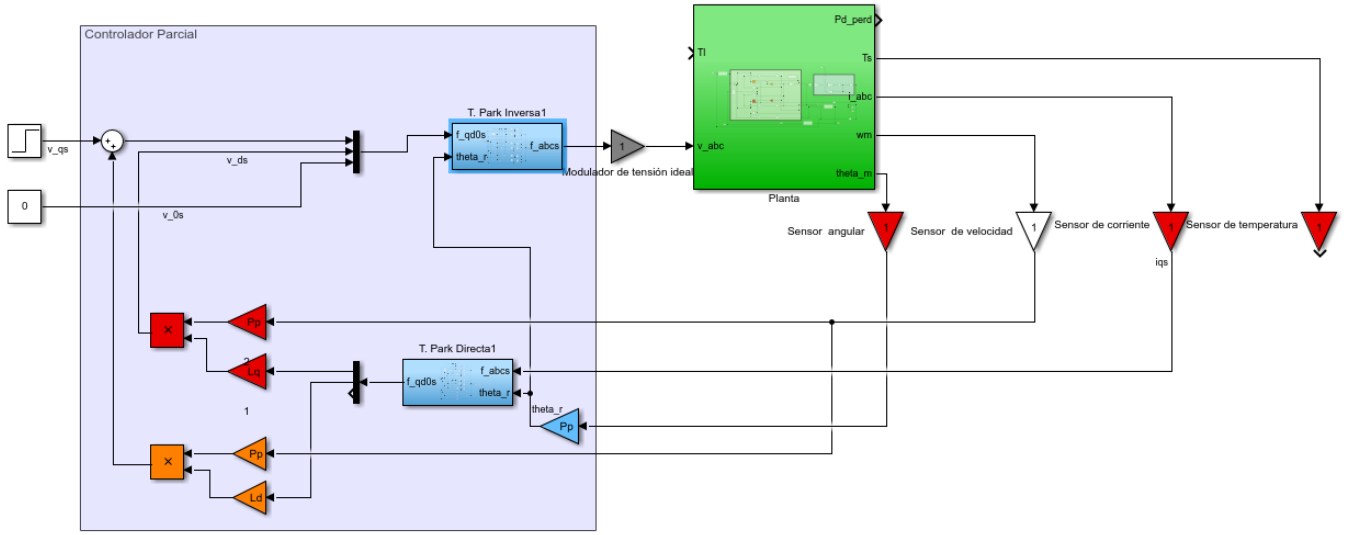 Controlador Parcial
Pd_perd
Tl
Ts
i_abc
wm
theta_m
v_abc
Planta
T. Park Inversa1
f_qd0s
theta_r
f_abcs
1
Modulador de tensión ideal
v_qs
+
+
v_ds
0
v_0s
Sensor angular
1
Sensor de velocidad
1
Sensor de corriente
1
Sensor de temperatura
1
iqs
×
Pp
2
Lq
T. Park Directa1
f_qd0s
f_abcs
theta_r
theta_r
Pp
1
×
Pp
Ld